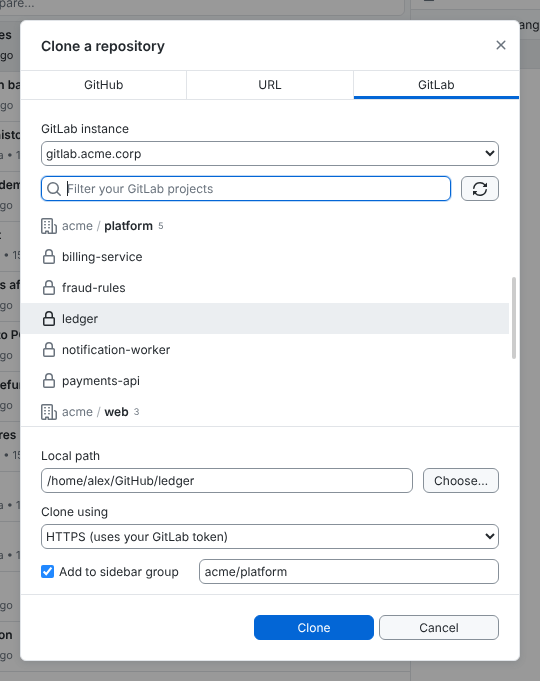 pare...
Clone a repository
GitHub
URL
GitLab
GitLab instance
gitlab.acme.corp
Filter your GitLab projects
acme / platform 5
billing-service
fraud-rules
ledger
notification-worker
payments-api
acme / web 3
Local path
/home/alex/GitHub/ledger
Choose...
Clone using
HTTPS (uses your GitLab token)
Add to sidebar group
acme/platform
Clone
Cancel